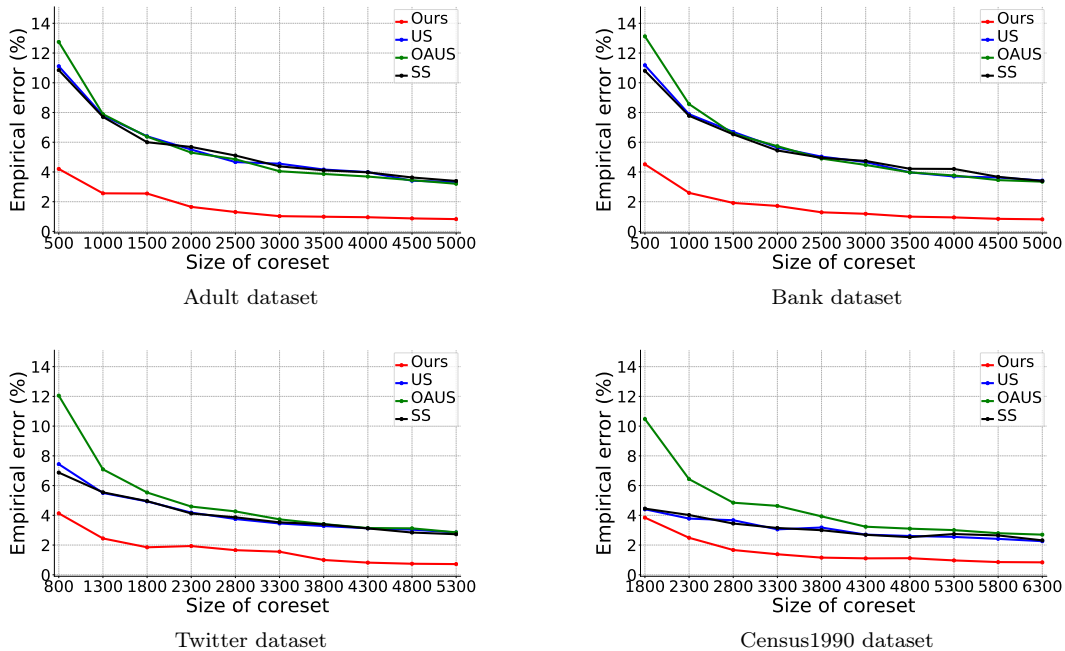 14
12
10
8
6
4
2
0
Empirical error (%)
Ours
US
OAUS
SS
500 1000 1500 2000 2500 3000 3500 4000 4500 5000
Size of coreset
Adult dataset
14
12
10
8
6
4
2
0
Empirical error (%)
Ours
US
OAUS
SS
500 1000 1500 2000 2500 3000 3500 4000 4500 5000
Size of coreset
Bank dataset
14
12
10
8
6
4
2
0
Empirical error (%)
Ours
US
OAUS
SS
800 1300 1800 2300 2800 3300 3800 4300 4800 5300
Size of coreset
Twitter dataset
14
12
10
8
6
4
2
0
Empirical error (%)
Ours
US
OAUS
SS
1800 2300 2800 3300 3800 4300 4800 5300 5800 6300
Size of coreset
Census1990 dataset